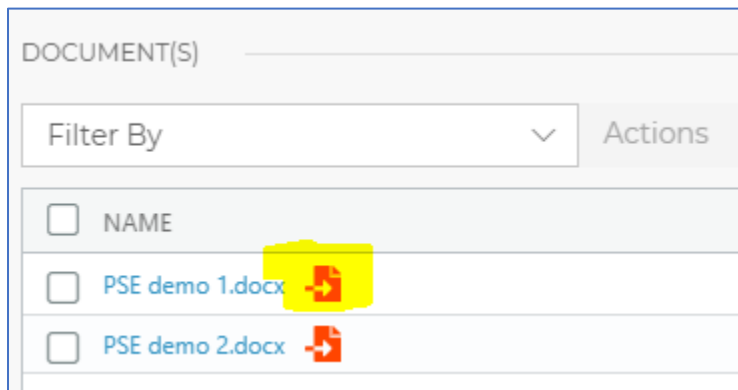 DOCUMENT(S)
Filter By Actions
NAME
PSE demo 1.docx
PSE demo 2.docx